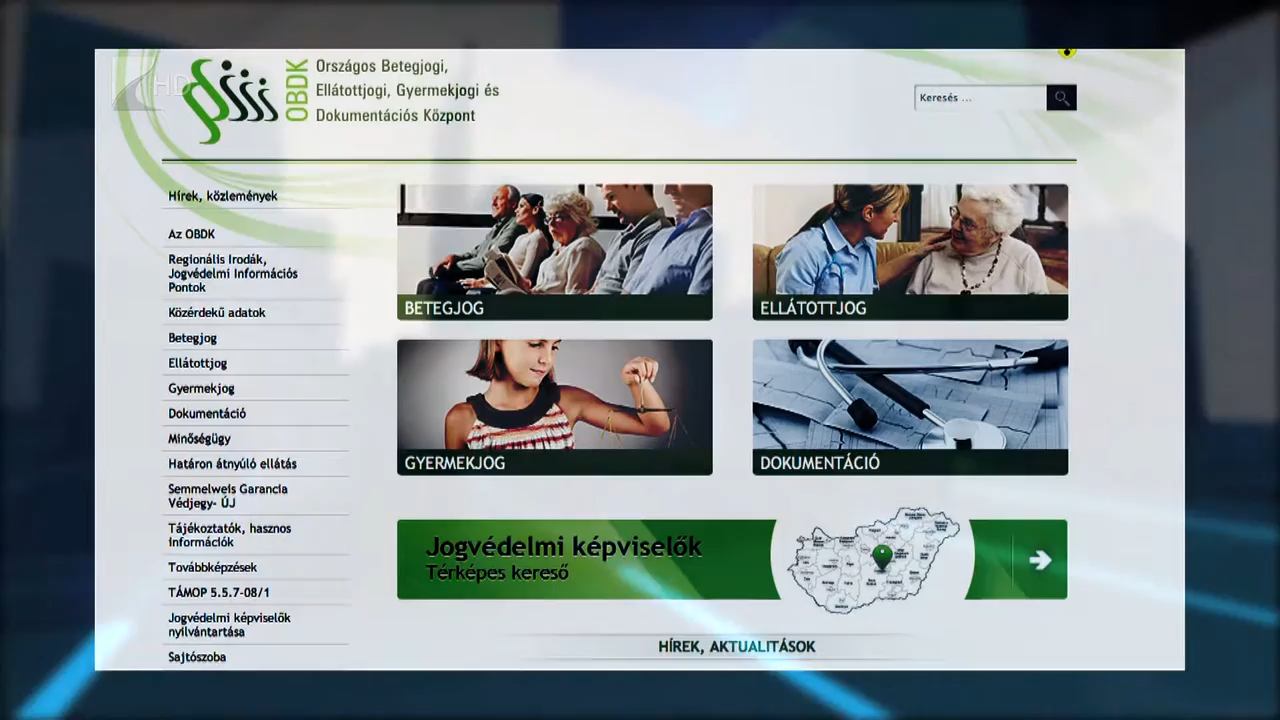 HD
OBDK
Országos Betegjogi,
Ellátottjogi, Gyermekjogi és
Dokumentációs Központ
Keresés ...
Hírek, közlemények
Az OBDK
Regionális Irodák,
Jogvédelmi Információs
Pontok
Közérdekű adatok
Betegjog
Ellátottjog
Gyermekjog
Dokumentáció
Minőségügy
Határon átnyúló ellátás
Semmelweis Garancia
Védjegy- ÚJ
Tájékoztatók, hasznos
információk
Továbbképzések
TÁMOP 5.5.7-08/1
Jogvédelmi képviselők
nyilvántartása
Sajtószoba
BETEGJOG
ELLÁTOTTJOG
GYERMEKJOG
DOKUMENTÁCIÓ
Jogvédelmi képviselők
Térképes kereső
HÍREK, AKTUALITÁSOK